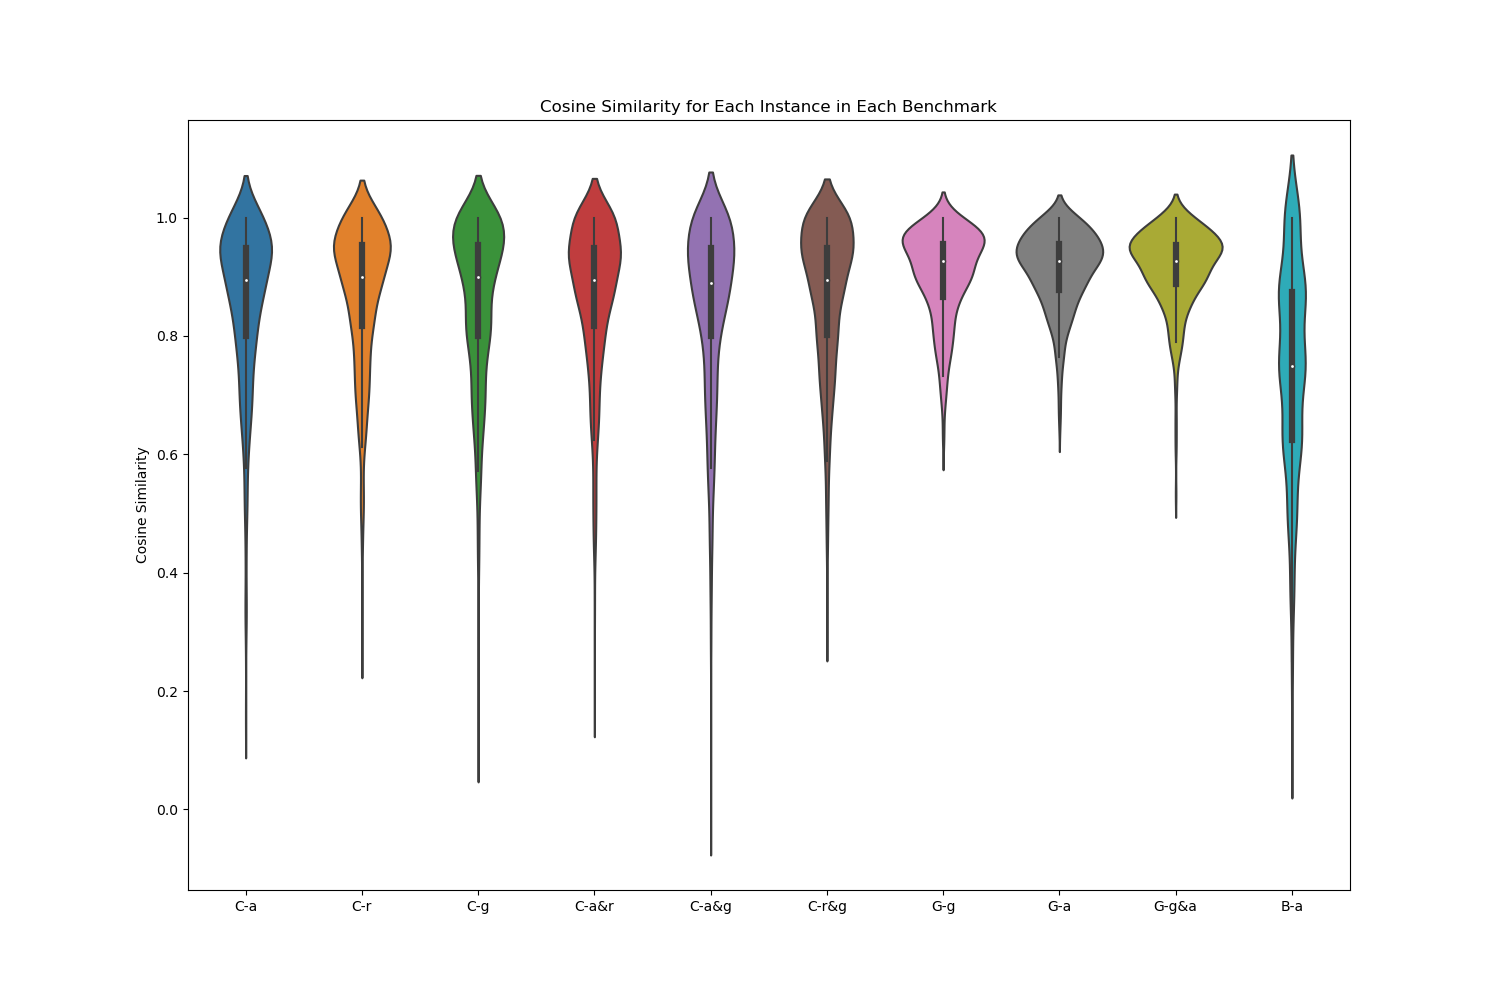 Cosine Similarity for Each Instance in Each Benchmark
Cosine Similarity
1.0
0.8
0.6
0.4
0.2
0.0
C-a C-r C-g C-a&r C-a&g C-r&g G-g G-a G-g&a B-a